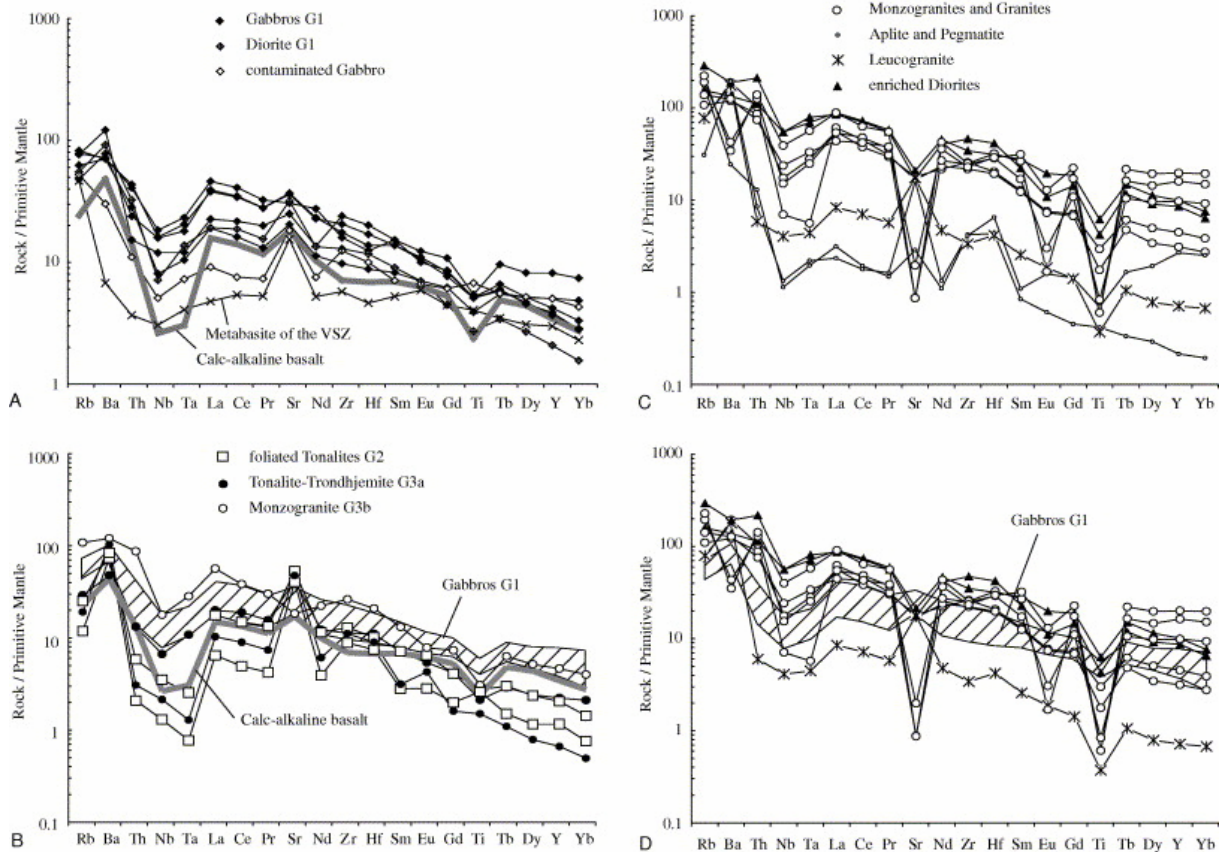 1000
100
10
1
Rock / Primitive Mantle
Gabbros G1
Diorite G1
contaminated Gabbro
Metabasite of the VSZ
Calc-alkaline basalt
Rb Ba Th Nb Ta La Ce Pr Sr Nd Zr Hf Sm Eu Gd Ti Tb Dy Y Yb
A
1000
100
10
1
0.1
Rock / Primitive Mantle
Monzogranites and Granites
Aplite and Pegmatite
Leucogranite
enriched Diorites
Rb Ba Th Nb Ta La Ce Pr Sr Nd Zr Hf Sm Eu Gd Ti Tb Dy Y Yb
C
1000
100
10
1
0.1
Rock / Primitive Mantle
foliated Tonalites G2
Tonalite-Trondhjemite G3a
Monzogranite G3b
Gabbros G1
Calc-alkaline basalt
Rb Ba Th Nb Ta La Ce Pr Sr Nd Zr Hf Sm Eu Gd Ti Tb Dy Y Yb
B
1000
100
10
1
0.1
Rock / Primitive Mantle
Gabbros G1
Rb Ba Th Nb Ta La Ce Pr Sr Nd Zr Hf Sm Eu Gd Ti Tb Dy Y Yb
D